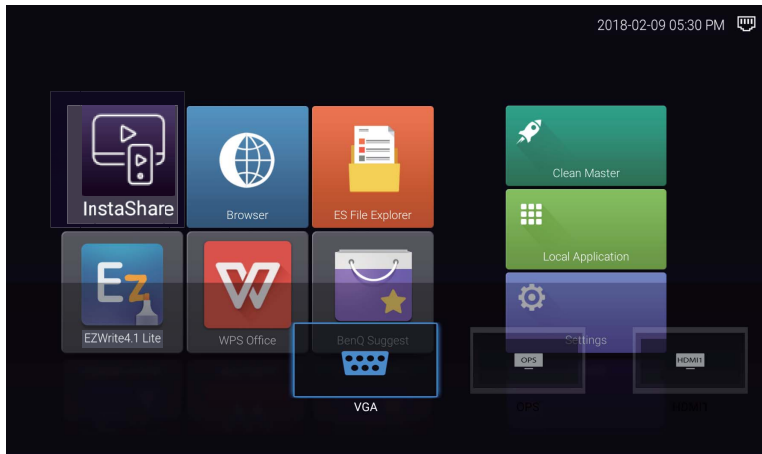 2018-02-09 05:30 PM
InstaShare
Browser
ES File Explorer
Clean Master
Local Application
Ez
EZWrite4.1 Lite
W
WPS Office
BenQ Suggest
Settings
VGA
OPS
OPS
HDMI1
HDMI1